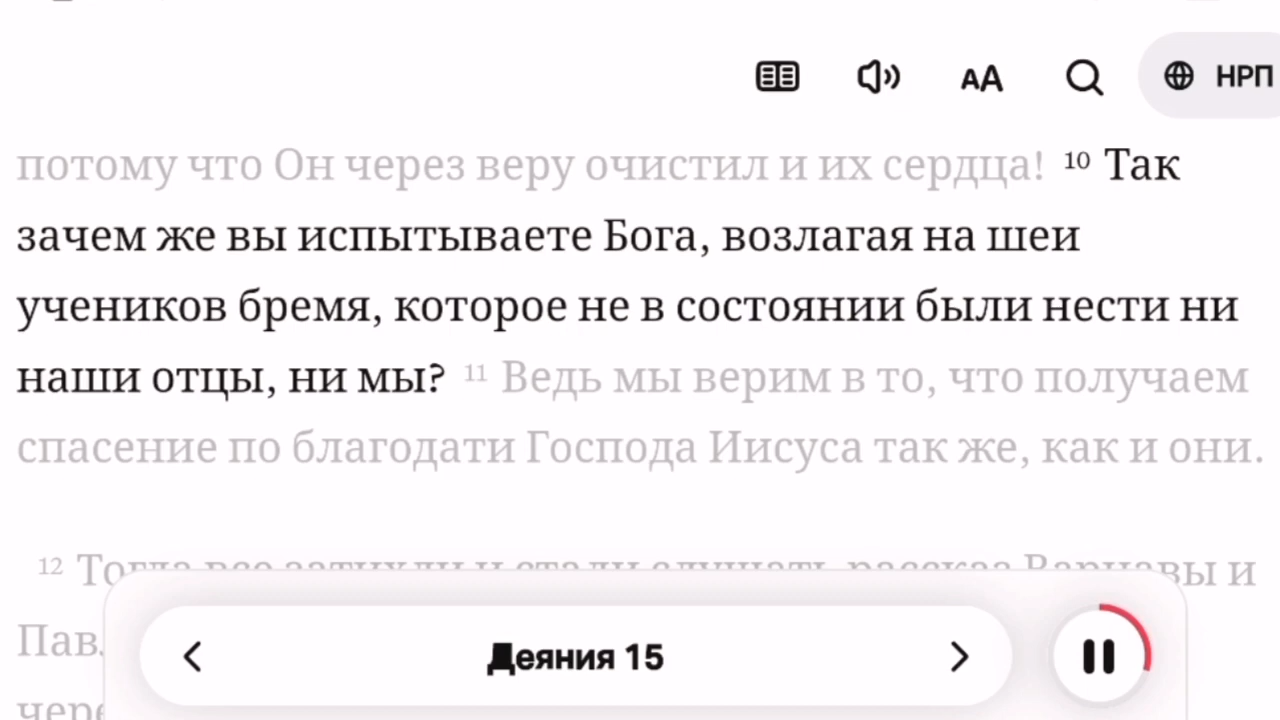 AA
НРП
потому что Он через веру очистил и их сердца! 10 Так
зачем же вы испытываете Бога, возлагая на шеи
учеников бремя, которое не в состоянии были нести ни
наши отцы, ни мы? 11 Ведь мы верим в то, что получаем
спасение по благодати Господа Иисуса так же, как и они.
12 Тогда все затихли и стали слушать рассказ Варнавы и
Деяния 15